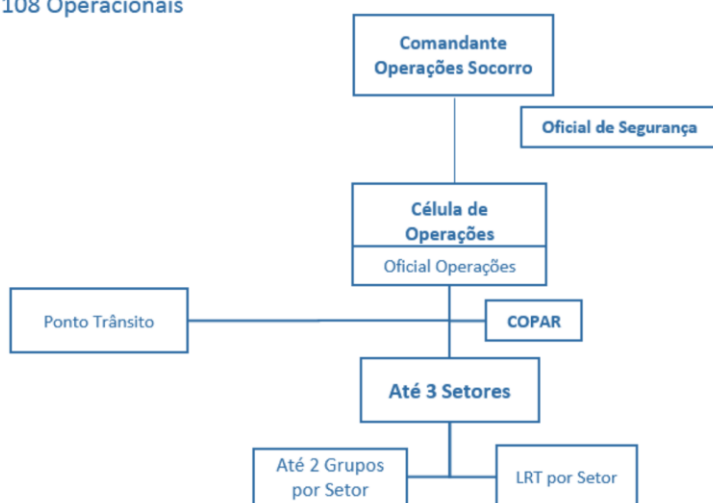 108 Operacionais
Comandante
Operações Socorro
Oficial de Segurança
Célula de
Operações
Oficial Operações
Ponto Trânsito
COPAR
Até 3 Setores
Até 2 Grupos
por Setor
LRT por Setor